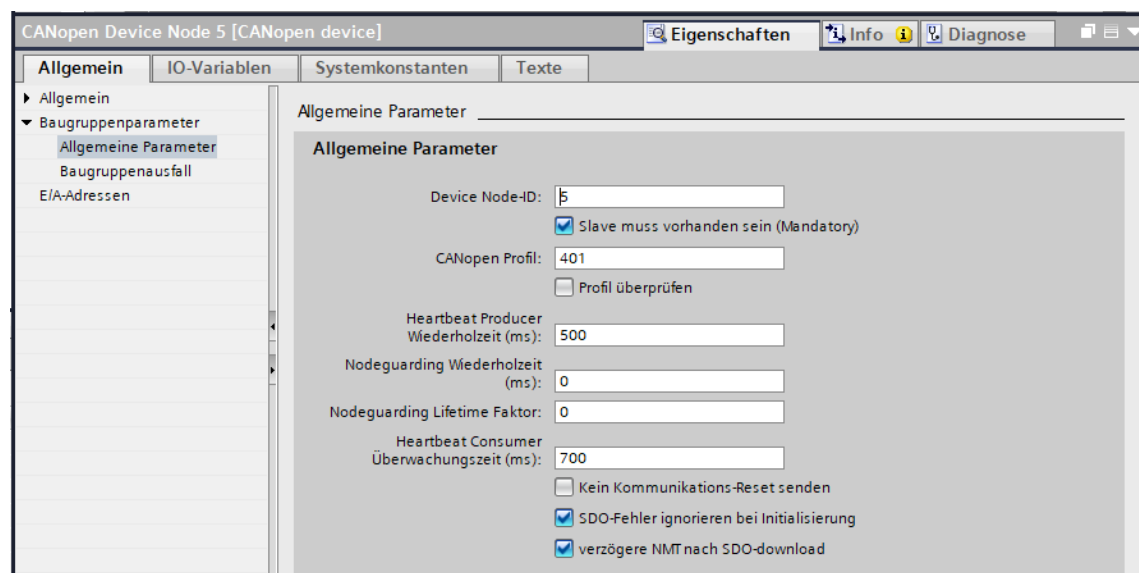 CANopen Device Node 5 [CANopen device]
Eigenschaften
Info
Diagnose
Allgemein
IO-Variablen
Systemkonstanten
Texte
Allgemein
Baugruppenparameter
Allgemeine Parameter
Baugruppenausfall
E/A-Adressen
Allgemeine Parameter
Allgemeine Parameter
Device Node-ID: 5
Slave muss vorhanden sein (Mandatory)
CANopen Profil: 401
Profil überprüfen
Heartbeat Producer
Wiederholzeit (ms): 500
Nodeguarding Wiederholzeit
(ms): 0
Nodeguarding Lifetime Faktor: 0
Heartbeat Consumer
Überwachungszeit (ms): 700
Kein Kommunikations-Reset senden
SDO-Fehler ignorieren bei Initialisierung
verzögere NMT nach SDO-download